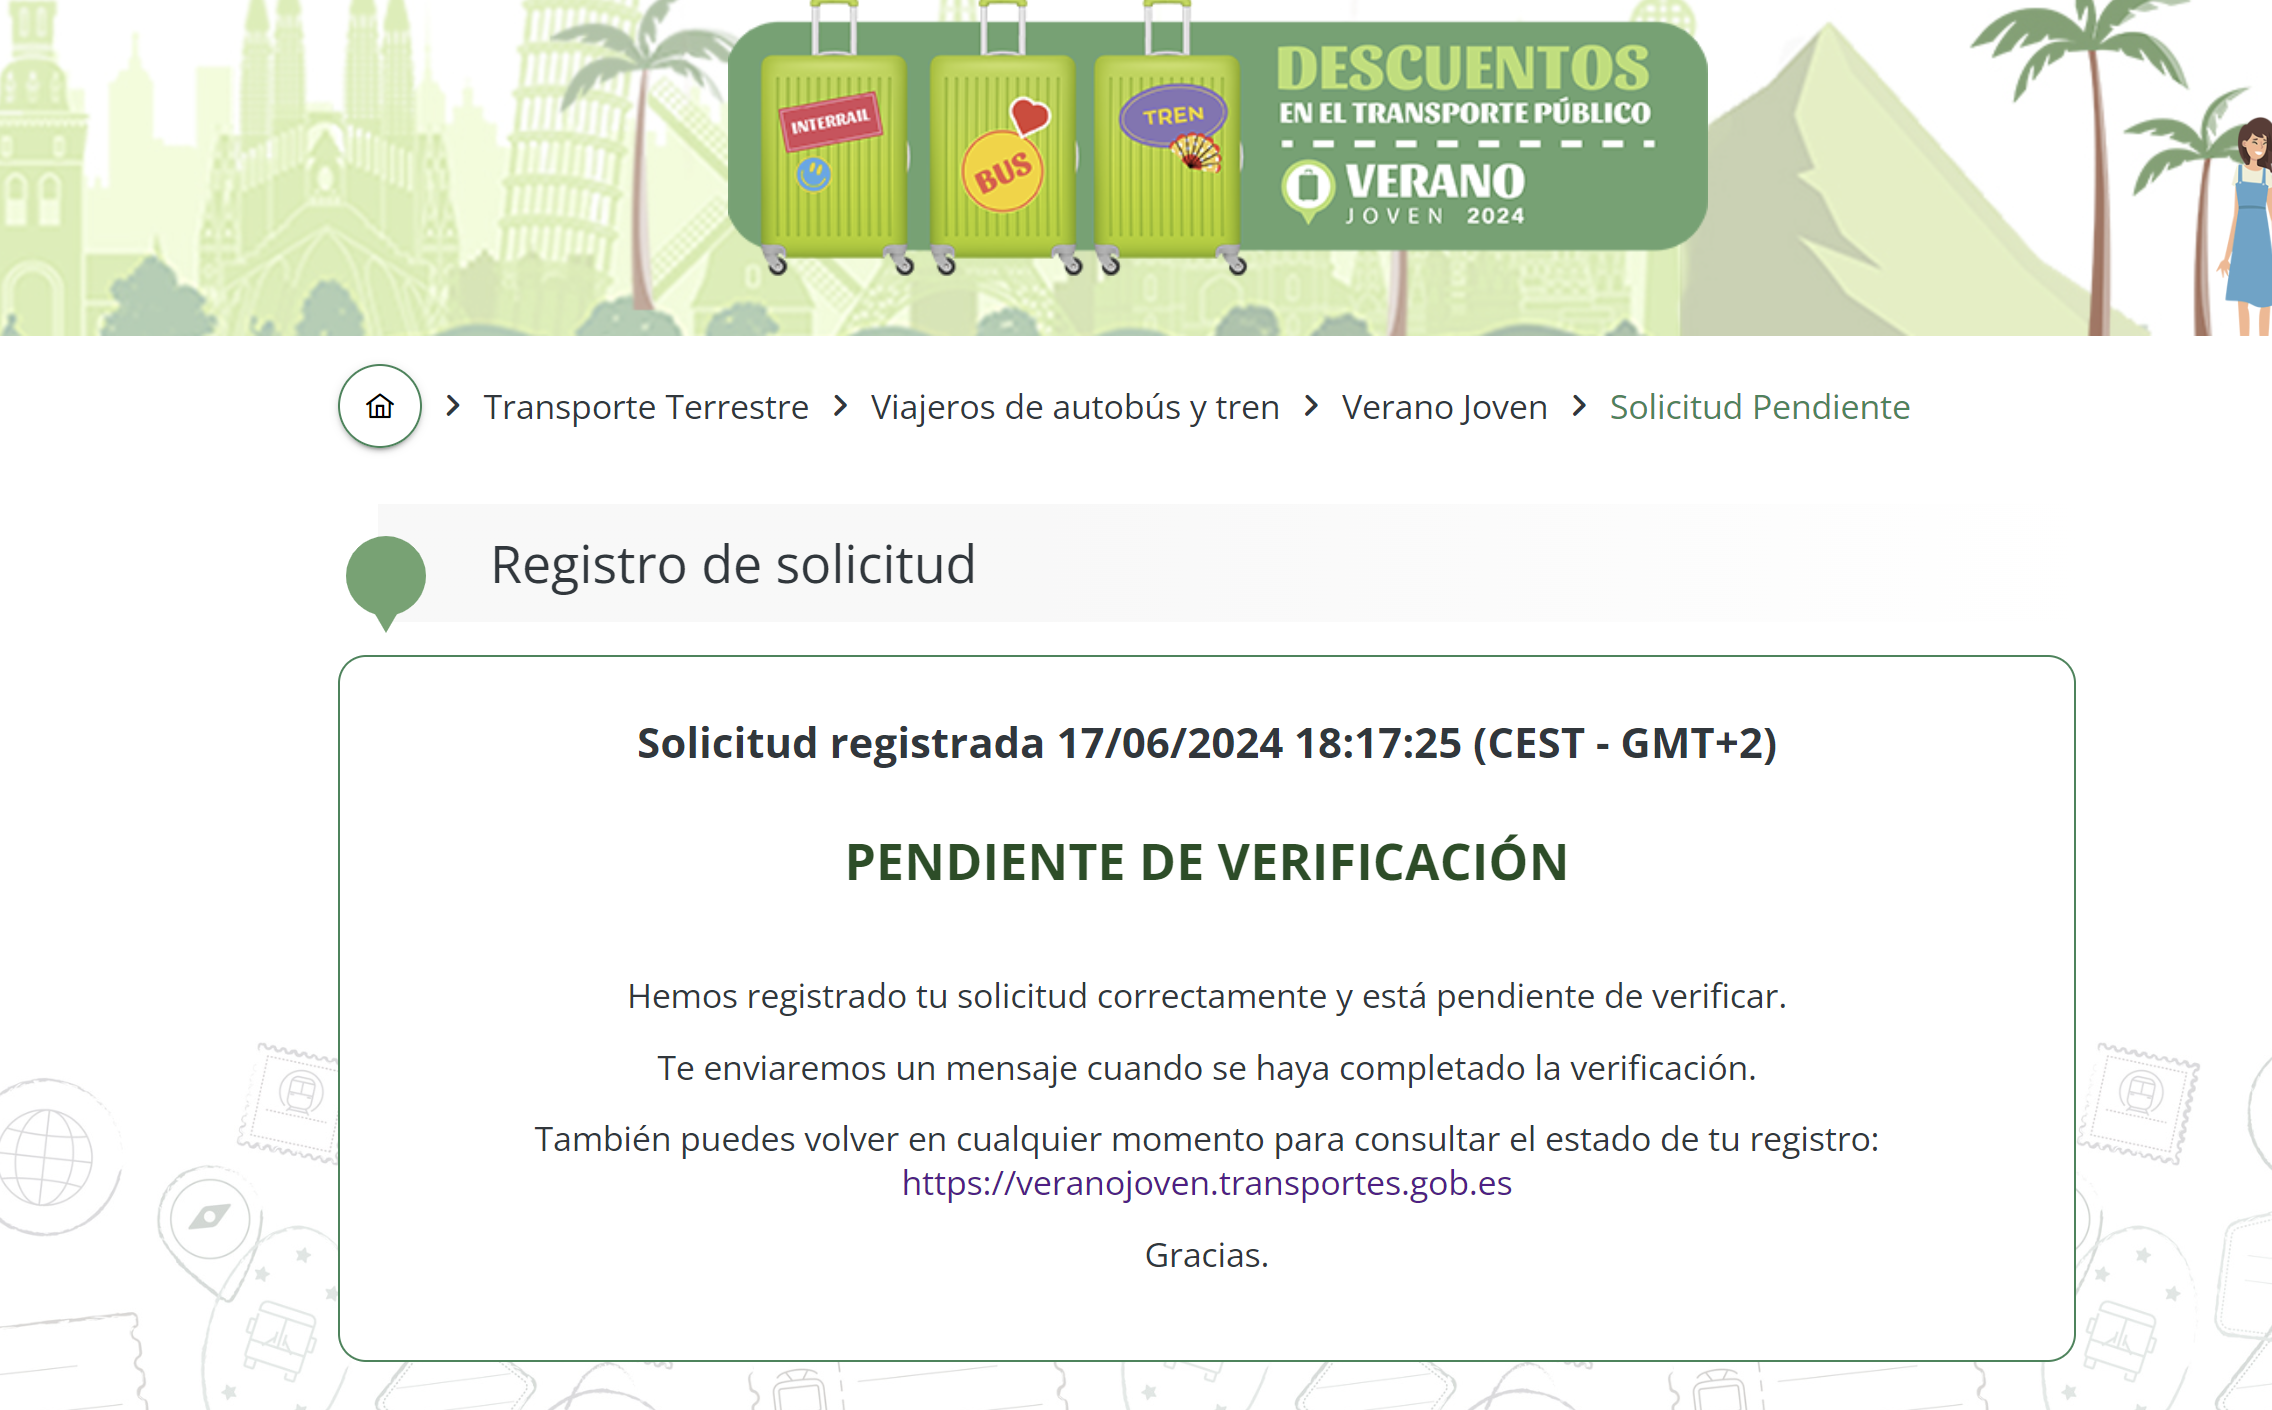 INTERRAIL
BUS
TREN
DESCUENTOS
EN EL TRANSPORTE PÚBLICO
VERANO
JOVEN 2024
Transporte Terrestre
Viajeros de autobús y tren
Verano Joven
Solicitud Pendiente
Registro de solicitud
Solicitud registrada 17/06/2024 18:17:25 (CEST - GMT+2)
PENDIENTE DE VERIFICACIÓN
Hemos registrado tu solicitud correctamente y está pendiente de verificar.
Te enviaremos un mensaje cuando se haya completado la verificación.
También puedes volver en cualquier momento para consultar el estado de tu registro:
https://veranojoven.transportes.gob.es
Gracias.